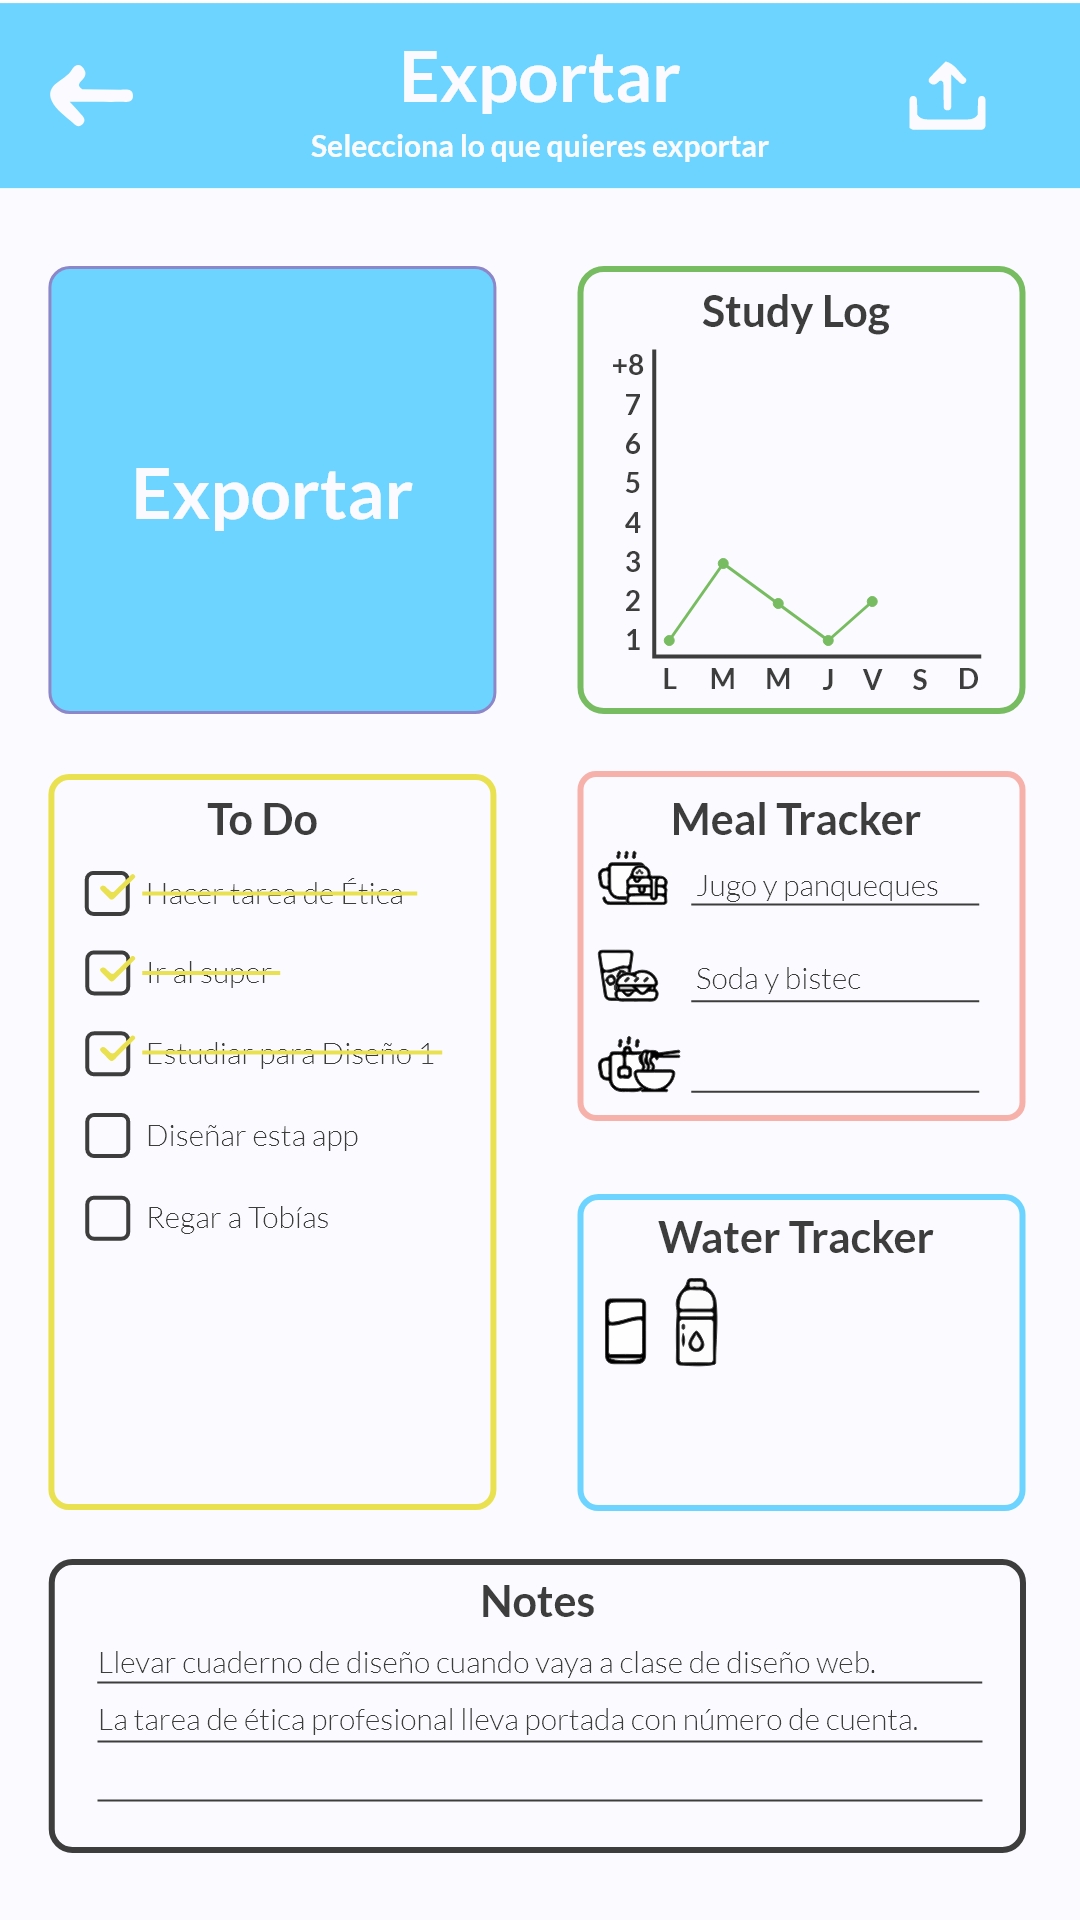 Exportar
Selecciona lo que quieres exportar
Exportar
Study Log
+8
7
6
5
4
3
2
1
L M M J V S D
To Do
Hacer tarea de Ética
Ir al super
Estudiar para Diseño 1
Diseñar esta app
Regar a Tobías
Meal Tracker
Jugo y panqueques
Soda y bistec
Water Tracker
Notes
Llevar cuaderno de diseño cuando vaya a clase de diseño web.
La tarea de ética profesional lleva portada con número de cuenta.